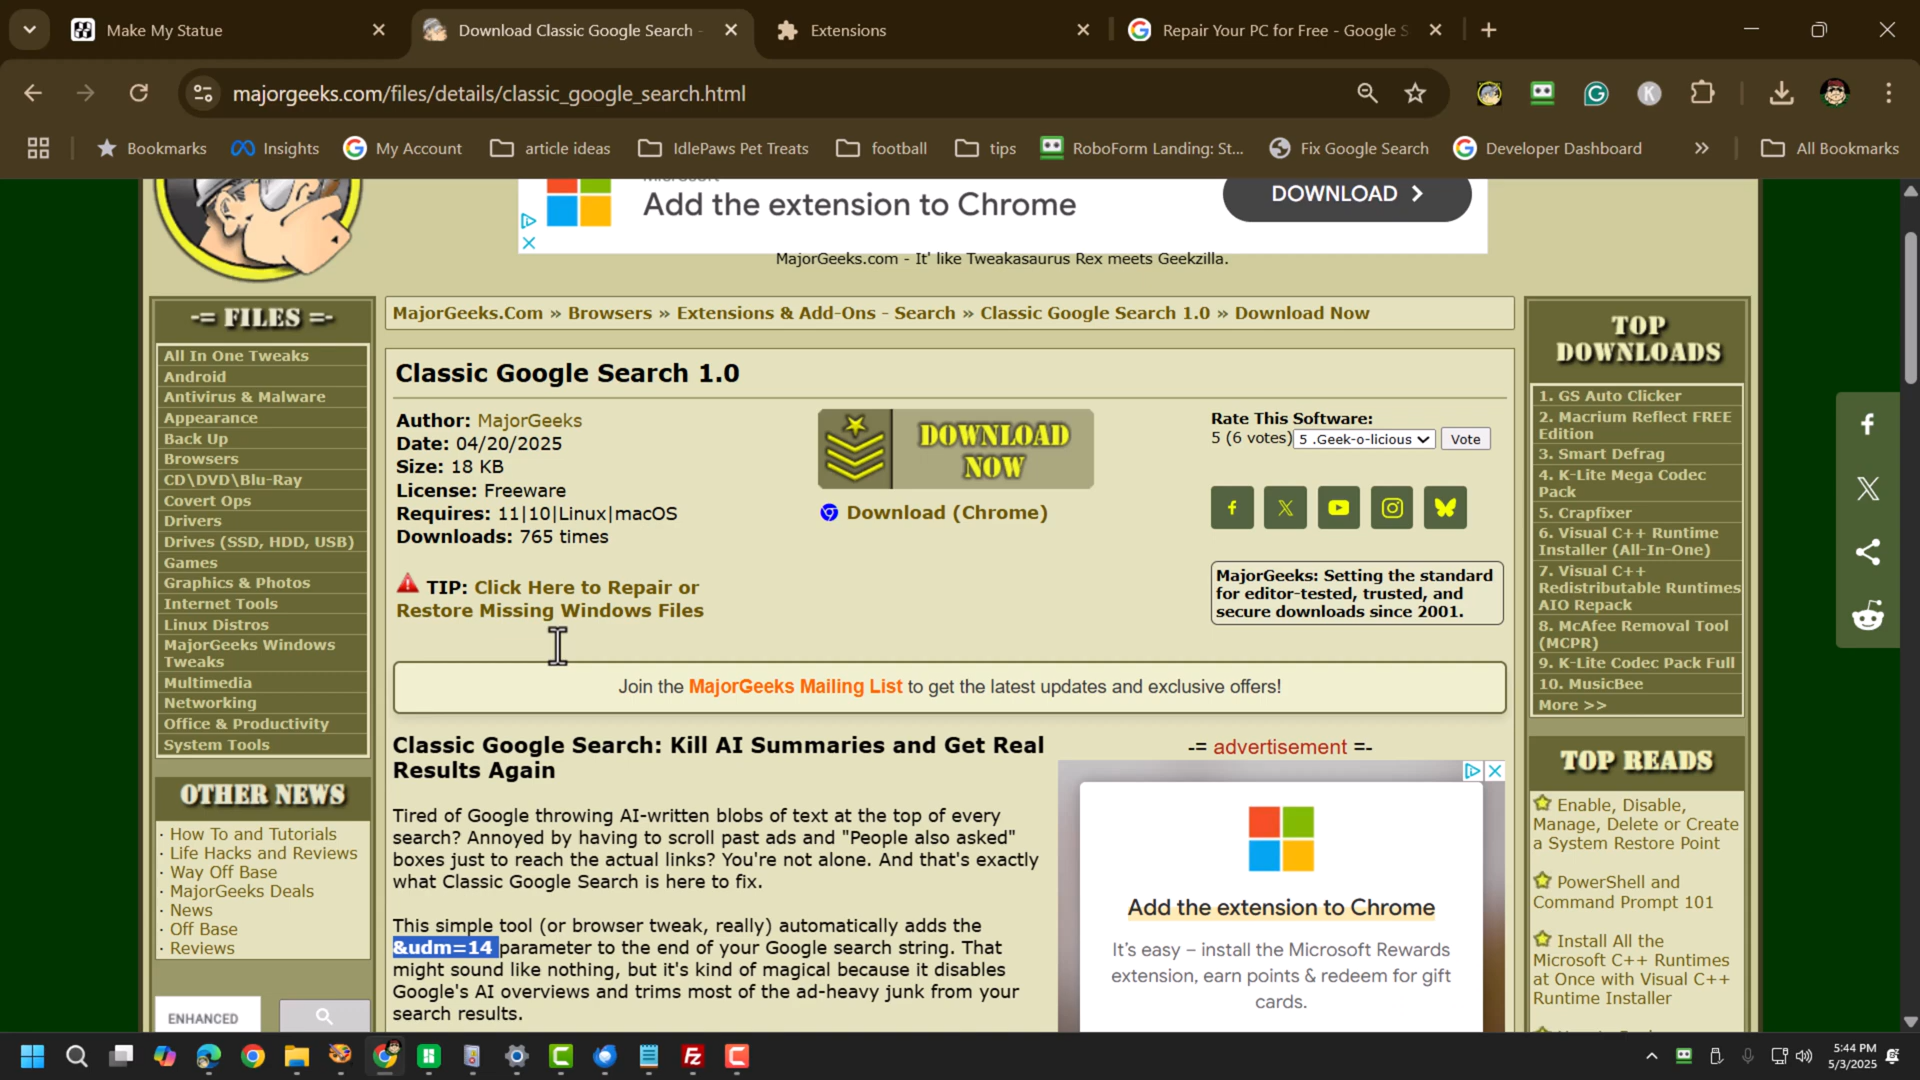 Make My Statue
Download Classic Google Search -
Extensions
Repair Your PC for Free - Google S
majorgeeks.com/files/details/classic_google_search.html
Bookmarks
Insights
My Account
article ideas
IdlePaws Pet Treats
football
tips
RoboForm Landing: St...
Fix Google Search
Developer Dashboard
All Bookmarks
Add the extension to Chrome
DOWNLOAD
MajorGeeks.com - It' like Tweakasaurus Rex meets Geekzilla.
-= FILES =-
All In One Tweaks
Android
Antivirus & Malware
Appearance
Back Up
Browsers
CD\DVD\Blu-Ray
Covert Ops
Drivers
Drives (SSD, HDD, USB)
Games
Graphics & Photos
Internet Tools
Linux Distros
MajorGeeks Windows
Tweaks
Multimedia
Networking
Office & Productivity
System Tools
OTHER NEWS
· How To and Tutorials
· Life Hacks and Reviews
· Way Off Base
· MajorGeeks Deals
· News
· Off Base
· Reviews
ENHANCED
MajorGeeks.Com » Browsers » Extensions & Add-Ons - Search » Classic Google Search 1.0 » Download Now
Classic Google Search 1.0
Author: MajorGeeks
Date: 04/20/2025
Size: 18 KB
License: Freeware
Requires: 11|10|Linux|macOS
Downloads: 765 times
TIP: Click Here to Repair or
Restore Missing Windows Files
DOWNLOAD
NOW
Download (Chrome)
Rate This Software:
5 (6 votes) 5 .Geek-o-licious Vote
MajorGeeks: Setting the standard
for editor-tested, trusted, and
secure downloads since 2001.
Join the MajorGeeks Mailing List to get the latest updates and exclusive offers!
Classic Google Search: Kill AI Summaries and Get Real
Results Again
Tired of Google throwing AI-written blobs of text at the top of every
search? Annoyed by having to scroll past ads and "People also asked"
boxes just to reach the actual links? You're not alone. And that's exactly
what Classic Google Search is here to fix.
This simple tool (or browser tweak, really) automatically adds the
&udm=14 parameter to the end of your Google search string. That
might sound like nothing, but it's kind of magical because it disables
Google's AI overviews and trims most of the ad-heavy junk from your
search results.
-= advertisement =-
Add the extension to Chrome
It's easy – install the Microsoft Rewards
extension, earn points & redeem for gift
cards.
TOP
DOWNLOADS
1. GS Auto Clicker
2. Macrium Reflect FREE
Edition
3. Smart Defrag
4. K-Lite Mega Codec
Pack
5. Crapfixer
6. Visual C++ Runtime
Installer (All-In-One)
7. Visual C++
Redistributable Runtimes
AIO Repack
8. McAfee Removal Tool
(MCPR)
9. K-Lite Codec Pack Full
10. MusicBee
More >>
TOP READS
Enable, Disable,
Manage, Delete or Create
a System Restore Point
PowerShell and
Command Prompt 101
Install All the
Microsoft C++ Runtimes
at Once with Visual C++
Runtime Installer
5:44 PM
5/3/2025